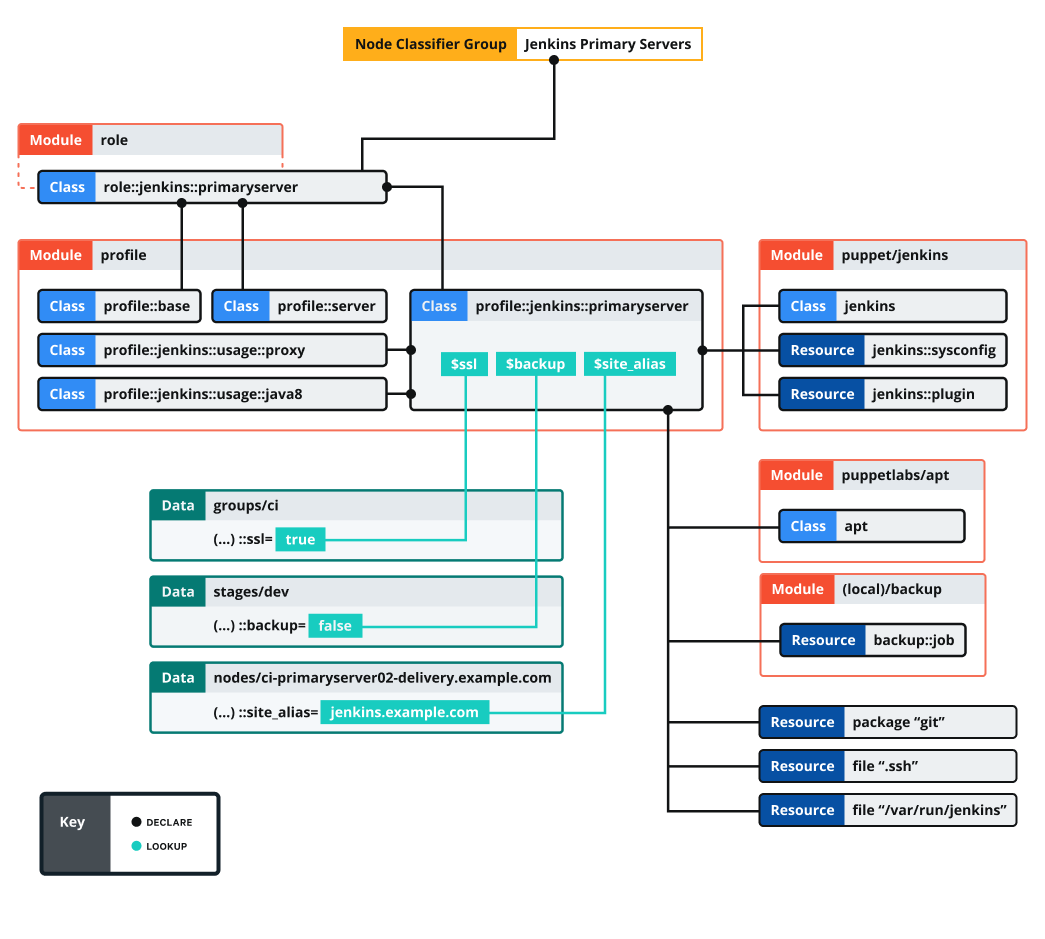 Node Classifier Group Jenkins Primary Servers
Module role
Class role::jenkins::primaryserver
Module profile
Class profile::base
Class profile::server
Class profile::jenkins::primaryserver
Class profile::jenkins::usage::proxy
Class profile::jenkins::usage::java8
$ssl $backup $site_alias
Module puppet/jenkins
Class jenkins
Resource jenkins::sysconfig
Resource jenkins::plugin
Data groups/ci
(...) ::ssl= true
Data stages/dev
(...) ::backup= false
Data nodes/ci-primaryserver02-delivery.example.com
(...) ::site_alias= jenkins.example.com
Module puppetlabs/apt
Class apt
Module (local)/backup
Resource backup::job
Resource package “git”
Resource file “.ssh”
Resource file “/var/run/jenkins”
Key
DECLARE
LOOKUP